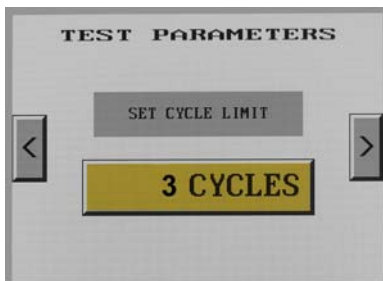 TEST PARAMETERS
SET CYCLE LIMIT
<
>
3 CYCLES